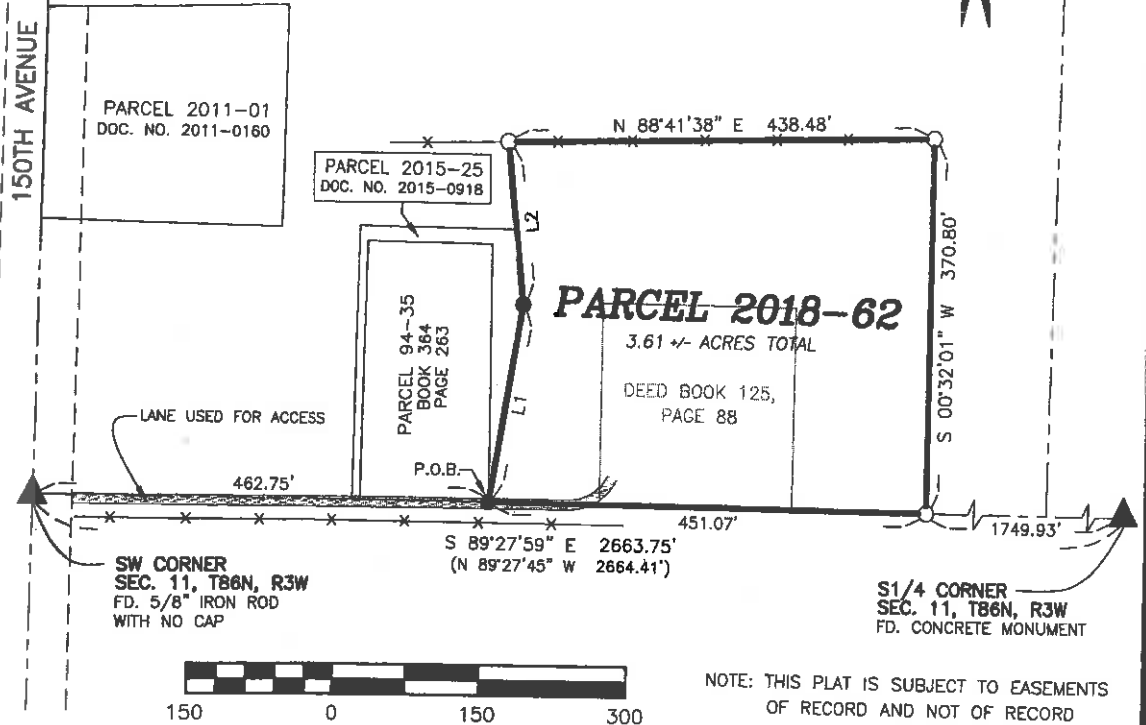 150TH AVENUE
PARCEL 2011-01
DOC. NO. 2011-0160
N 88°41'38" E 438.48'
PARCEL 2015-25
DOC. NO. 2015-0918
L2
S 00°32'01" W 370.80'
PARCEL 2018-62
3.61 +/- ACRES TOTAL
PARCEL 94-35
BOOK 364
PAGE 263
DEED BOOK 125,
PAGE 88
L1
LANE USED FOR ACCESS
P.O.B.
462.75'
451.07'
1749.93'
S 89°27'59" E 2663.75'
(N 89°27'45" W 2664.41')
SW CORNER
SEC. 11, T86N, R3W
FD. 5/8" IRON ROD
WITH NO CAP
S1/4 CORNER
SEC. 11, T86N, R3W
FD. CONCRETE MONUMENT
150 0 150 300
NOTE: THIS PLAT IS SUBJECT TO EASEMENTS
OF RECORD AND NOT OF RECORD